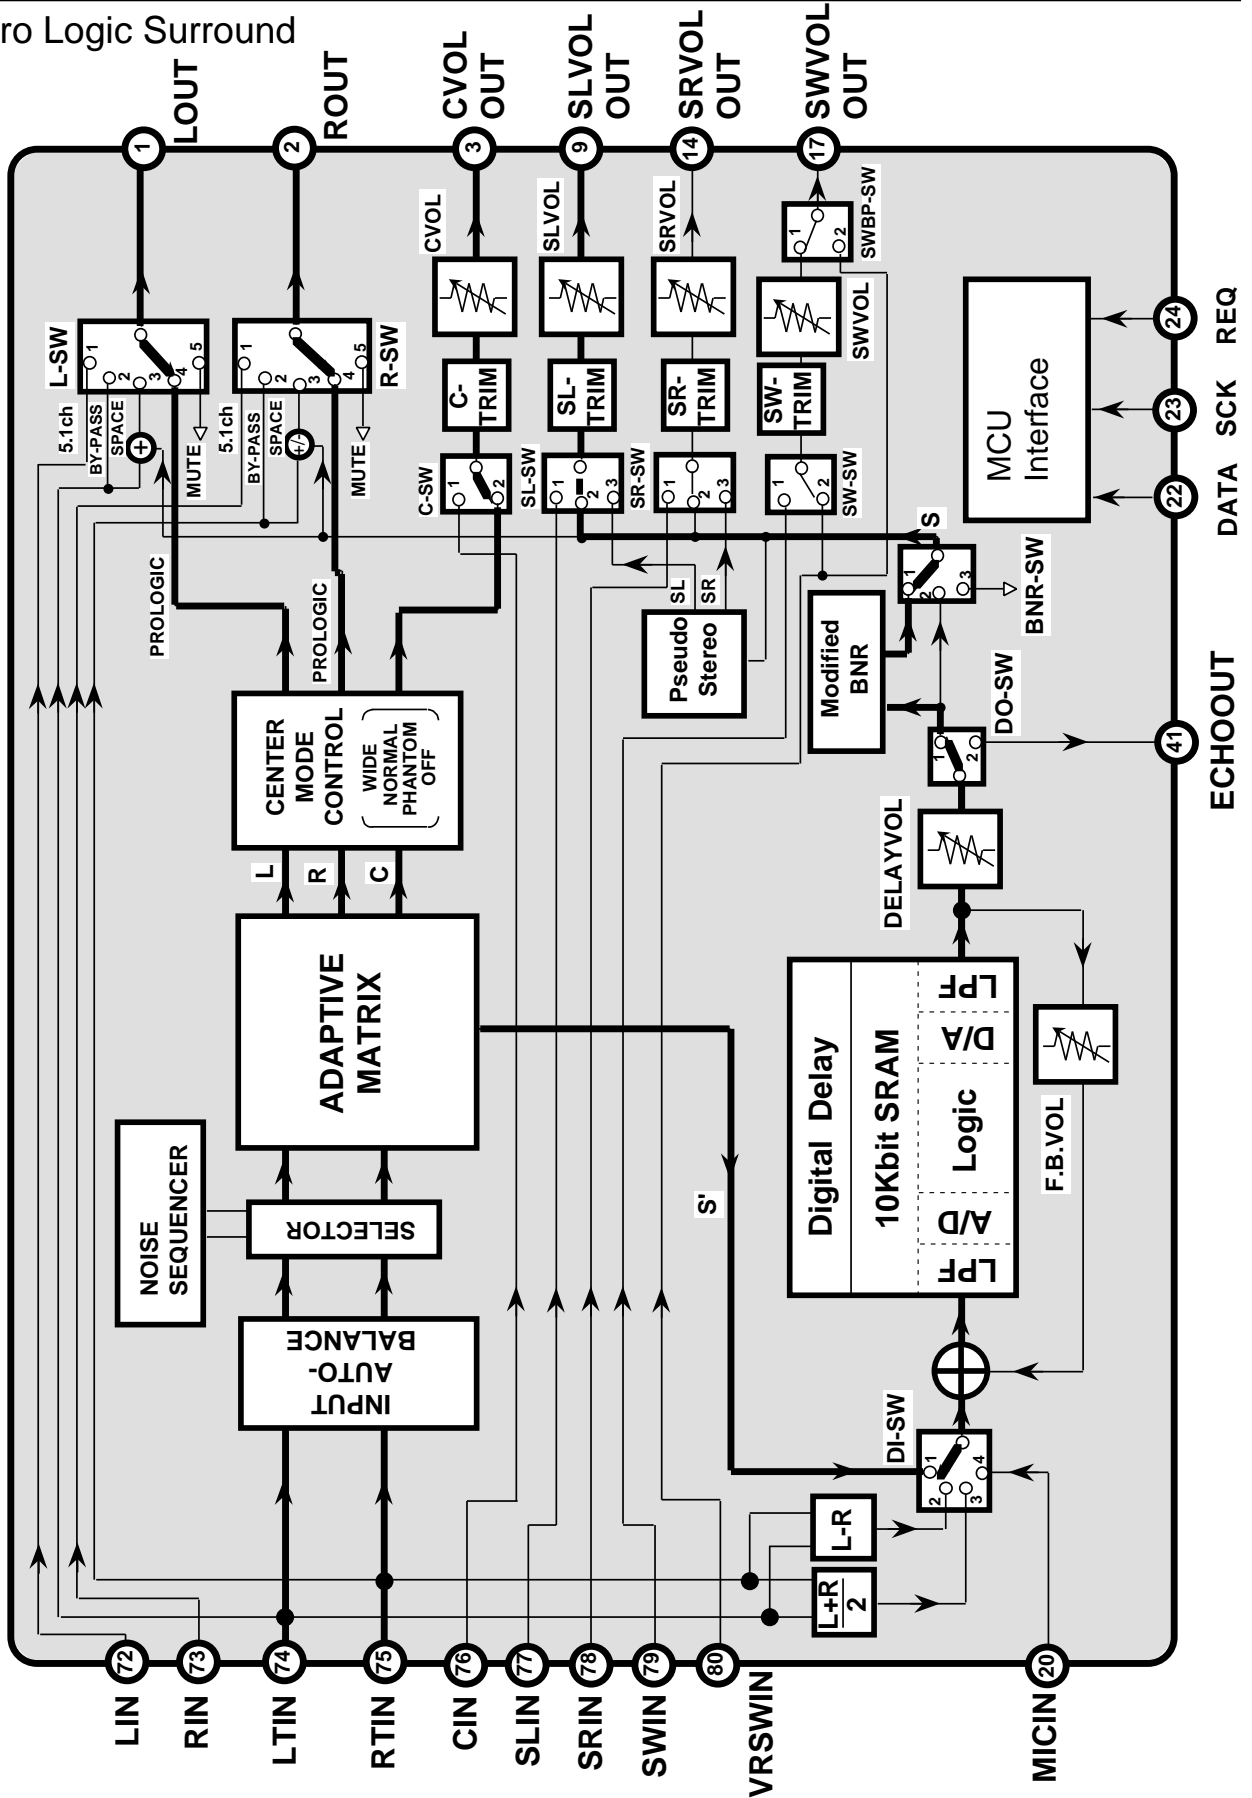 ro Logic Surround
LOUT
ROUT
CVOL
OUT
SLVOL
OUT
SRVOL
OUT
SWVOL
OUT
1
2
3
9
14
17
L-SW
1
2
3
4
5
R-SW
1
2
3
4
5
5.1ch
BY-PASS
SPACE
+
MUTE
5.1ch
BY-PASS
SPACE
+/-
MUTE
CVOL
SLVOL
SRVOL
SWVOL
SWBP-SW
1
2
C-
TRIM
SL-
TRIM
SR-
TRIM
SW-
TRIM
C-SW
1
2
SL-SW
1
2
3
SR-SW
1
2
3
SW-SW
1
2
MCU
Interface
24
REQ
23
SCK
22
DATA
PROLOGIC
PROLOGIC
CENTER
MODE
CONTROL
WIDE
NORMAL
PHANTOM
OFF
SL
SR
Pseudo
Stereo
Modified
BNR
S
1
2
3
BNR-SW
DO-SW
1
2
41
ECHOOUT
DELAYVOL
L
R
C
ADAPTIVE
MATRIX
NOISE
SEQUENCER
SELECTOR
INPUT
AUTO-
BALANCE
S'
Digital Delay
10Kbit SRAM
LPF
A/D
Logic
D/A
LPF
F.B.VOL
DI-SW
1
2
3
4
L-R
L+R
2
72
LIN
73
RIN
74
LTIN
75
RTIN
76
CIN
77
SLIN
78
SRIN
79
SWIN
80
VRSWIN
20
MICIN